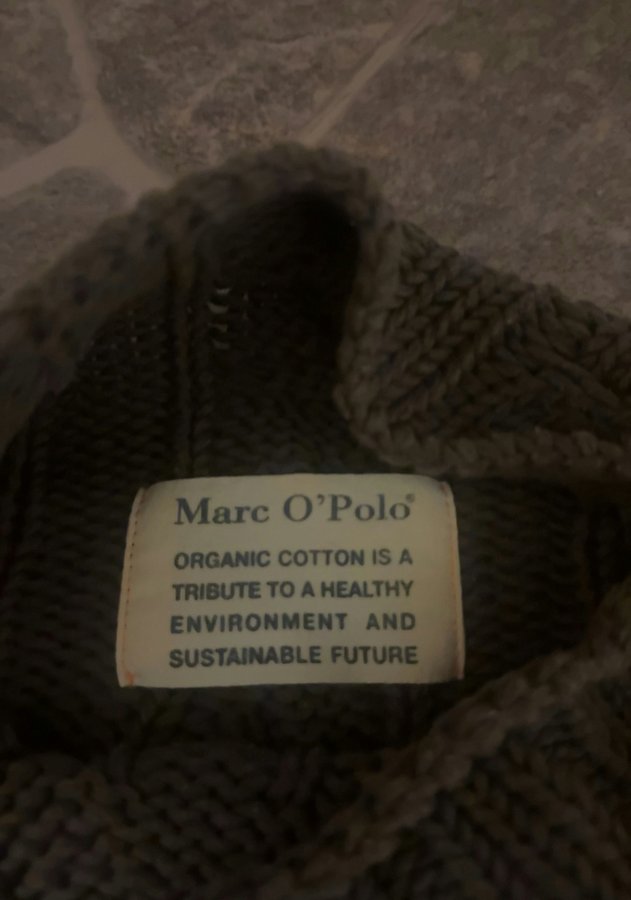 Marc O'Polo®
ORGANIC COTTON IS A
TRIBUTE TO A HEALTHY
ENVIRONMENT AND
SUSTAINABLE FUTURE